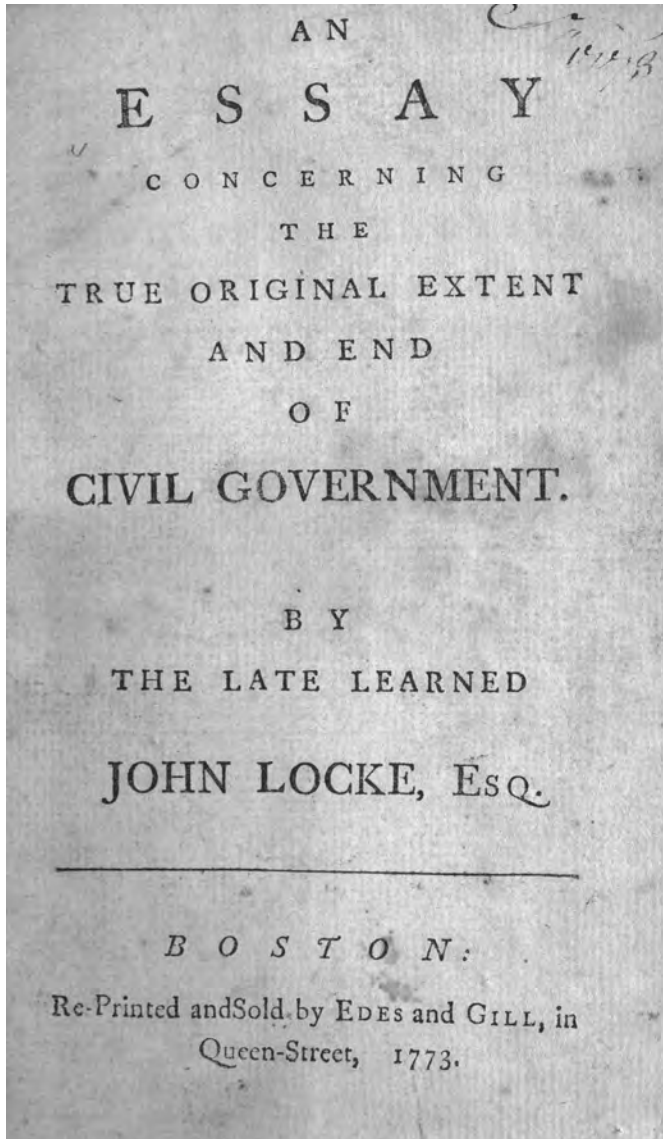 AN
ESSAY
CONCERNING
THE
TRUE ORIGINAL EXTENT
AND END
OF
CIVIL GOVERNMENT.
BY
THE LATE LEARNED
JOHN LOCKE, ESQ.
BOSTON:
Re-Printed andSold by EDES and GILL, in
Queen-Street, 1773.